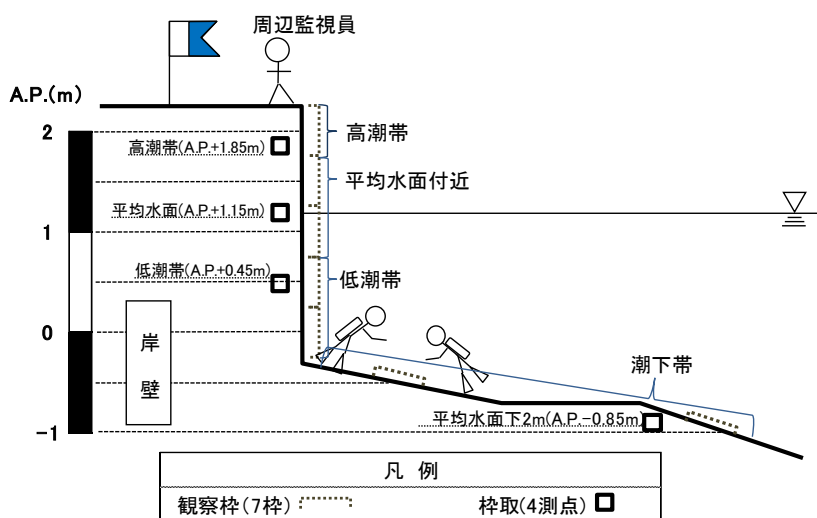 周辺監視員
A.P.(m)
2
高潮帯(A.P.+1.85m)
高潮帯
平均水面付近
平均水面(A.P.+1.15m)
1
低潮帯(A.P.+0.45m)
低潮帯
0
岸壁
潮下帯
平均水面下2m(A.P.-0.85m)
-1
凡 例
観察枠(7枠)
枠取(4測点)